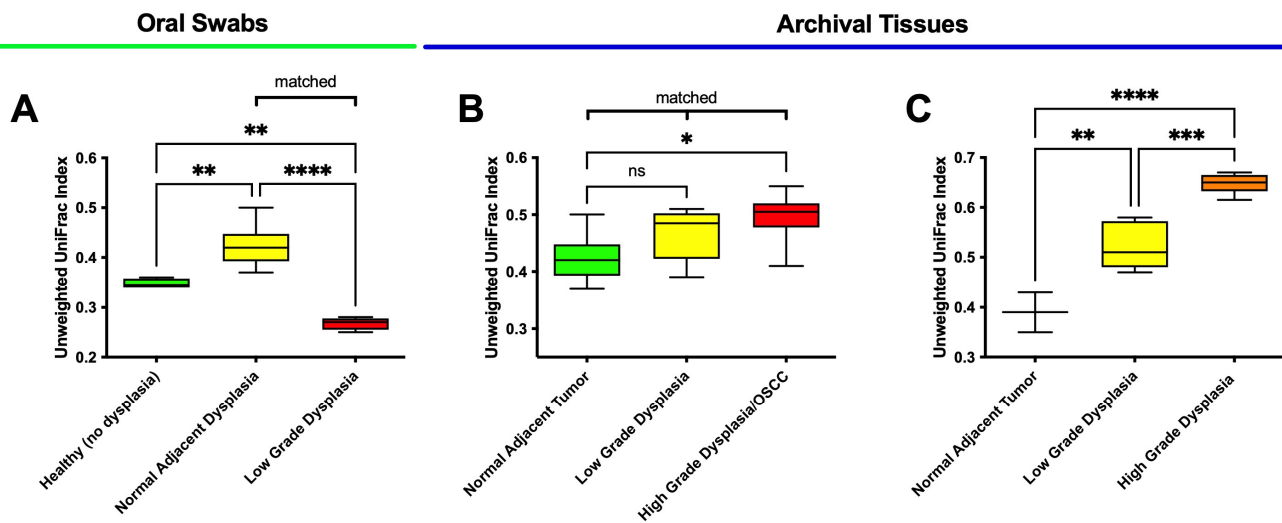 Oral Swabs
Archival Tissues
A
matched
**
**
****
Unweighted UniFrac Index
0.6
0.5
0.4
0.3
0.2
Healthy (no dysplasia)
Normal Adjacent Dysplasia
Low Grade Dysplasia
B
matched
*
ns
Unweighted UniFrac Index
0.6
0.5
0.4
0.3
Normal Adjacent Tumor
Low Grade Dysplasia
High Grade Dysplasia/OSCC
C
****
**
***
Unweighted UniFrac Index
0.7
0.6
0.5
0.4
0.3
Normal Adjacent Tumor
Low Grade Dysplasia
High Grade Dysplasia